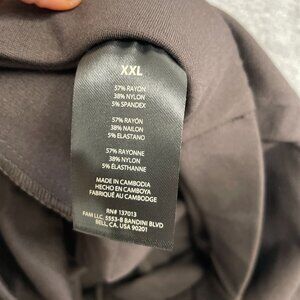 XXL
57% RAYON
38% NYLON
5% SPANDEX
57% RAYÓN
38% NAILON
5% ELASTANO
57% RAYONNE
38% NYLON
5% ÉLASTHANNE
MADE IN CAMBODIA
HECHO EN CAMBOYA
FABRIQUÉ AU CAMBODGE
RN# 137013
FAM LLC. 5553-B BANDINI BLVD
BELL, CA. USA 90201